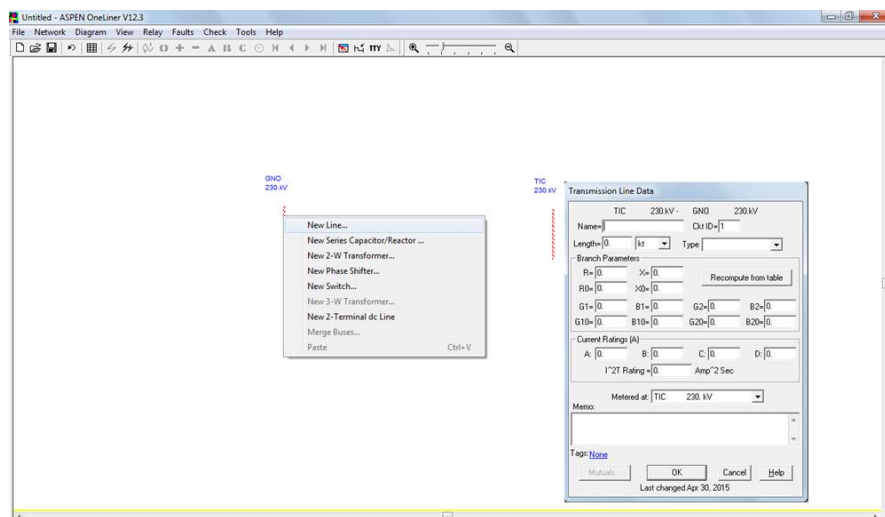 Untitled - ASPEN OneLiner V12.3
File Network Diagram View Relay Faults Check Tools Help
TTY
GNO
230.kV
TIC
230.kV
New Line...
New Series Capacitor/Reactor ...
New 2-W Transformer...
New Phase Shifter...
New Switch...
New 3-W Transformer...
New 2-Terminal dc Line
Merge Buses...
Paste Ctrl+V
Transmission Line Data
TIC 230.kV - GNO 230.kV
Name= Ckt ID= 1
Length= 0. kt Type
Branch Parameters
R= 0. X= 0. Recompute from table
R0= 0. X0= 0.
G1= 0. B1= 0. G2= 0. B2= 0.
G10= 0. B10= 0. G20= 0. B20= 0.
Current Ratings (A)
A: 0. B: 0. C: 0. D: 0.
I^2T Rating = 0. Amp^2 Sec
Metered at: TIC 230. kV
Memo:
Tags: None
Mutuals... OK Cancel Help
Last changed Apr 30, 2015